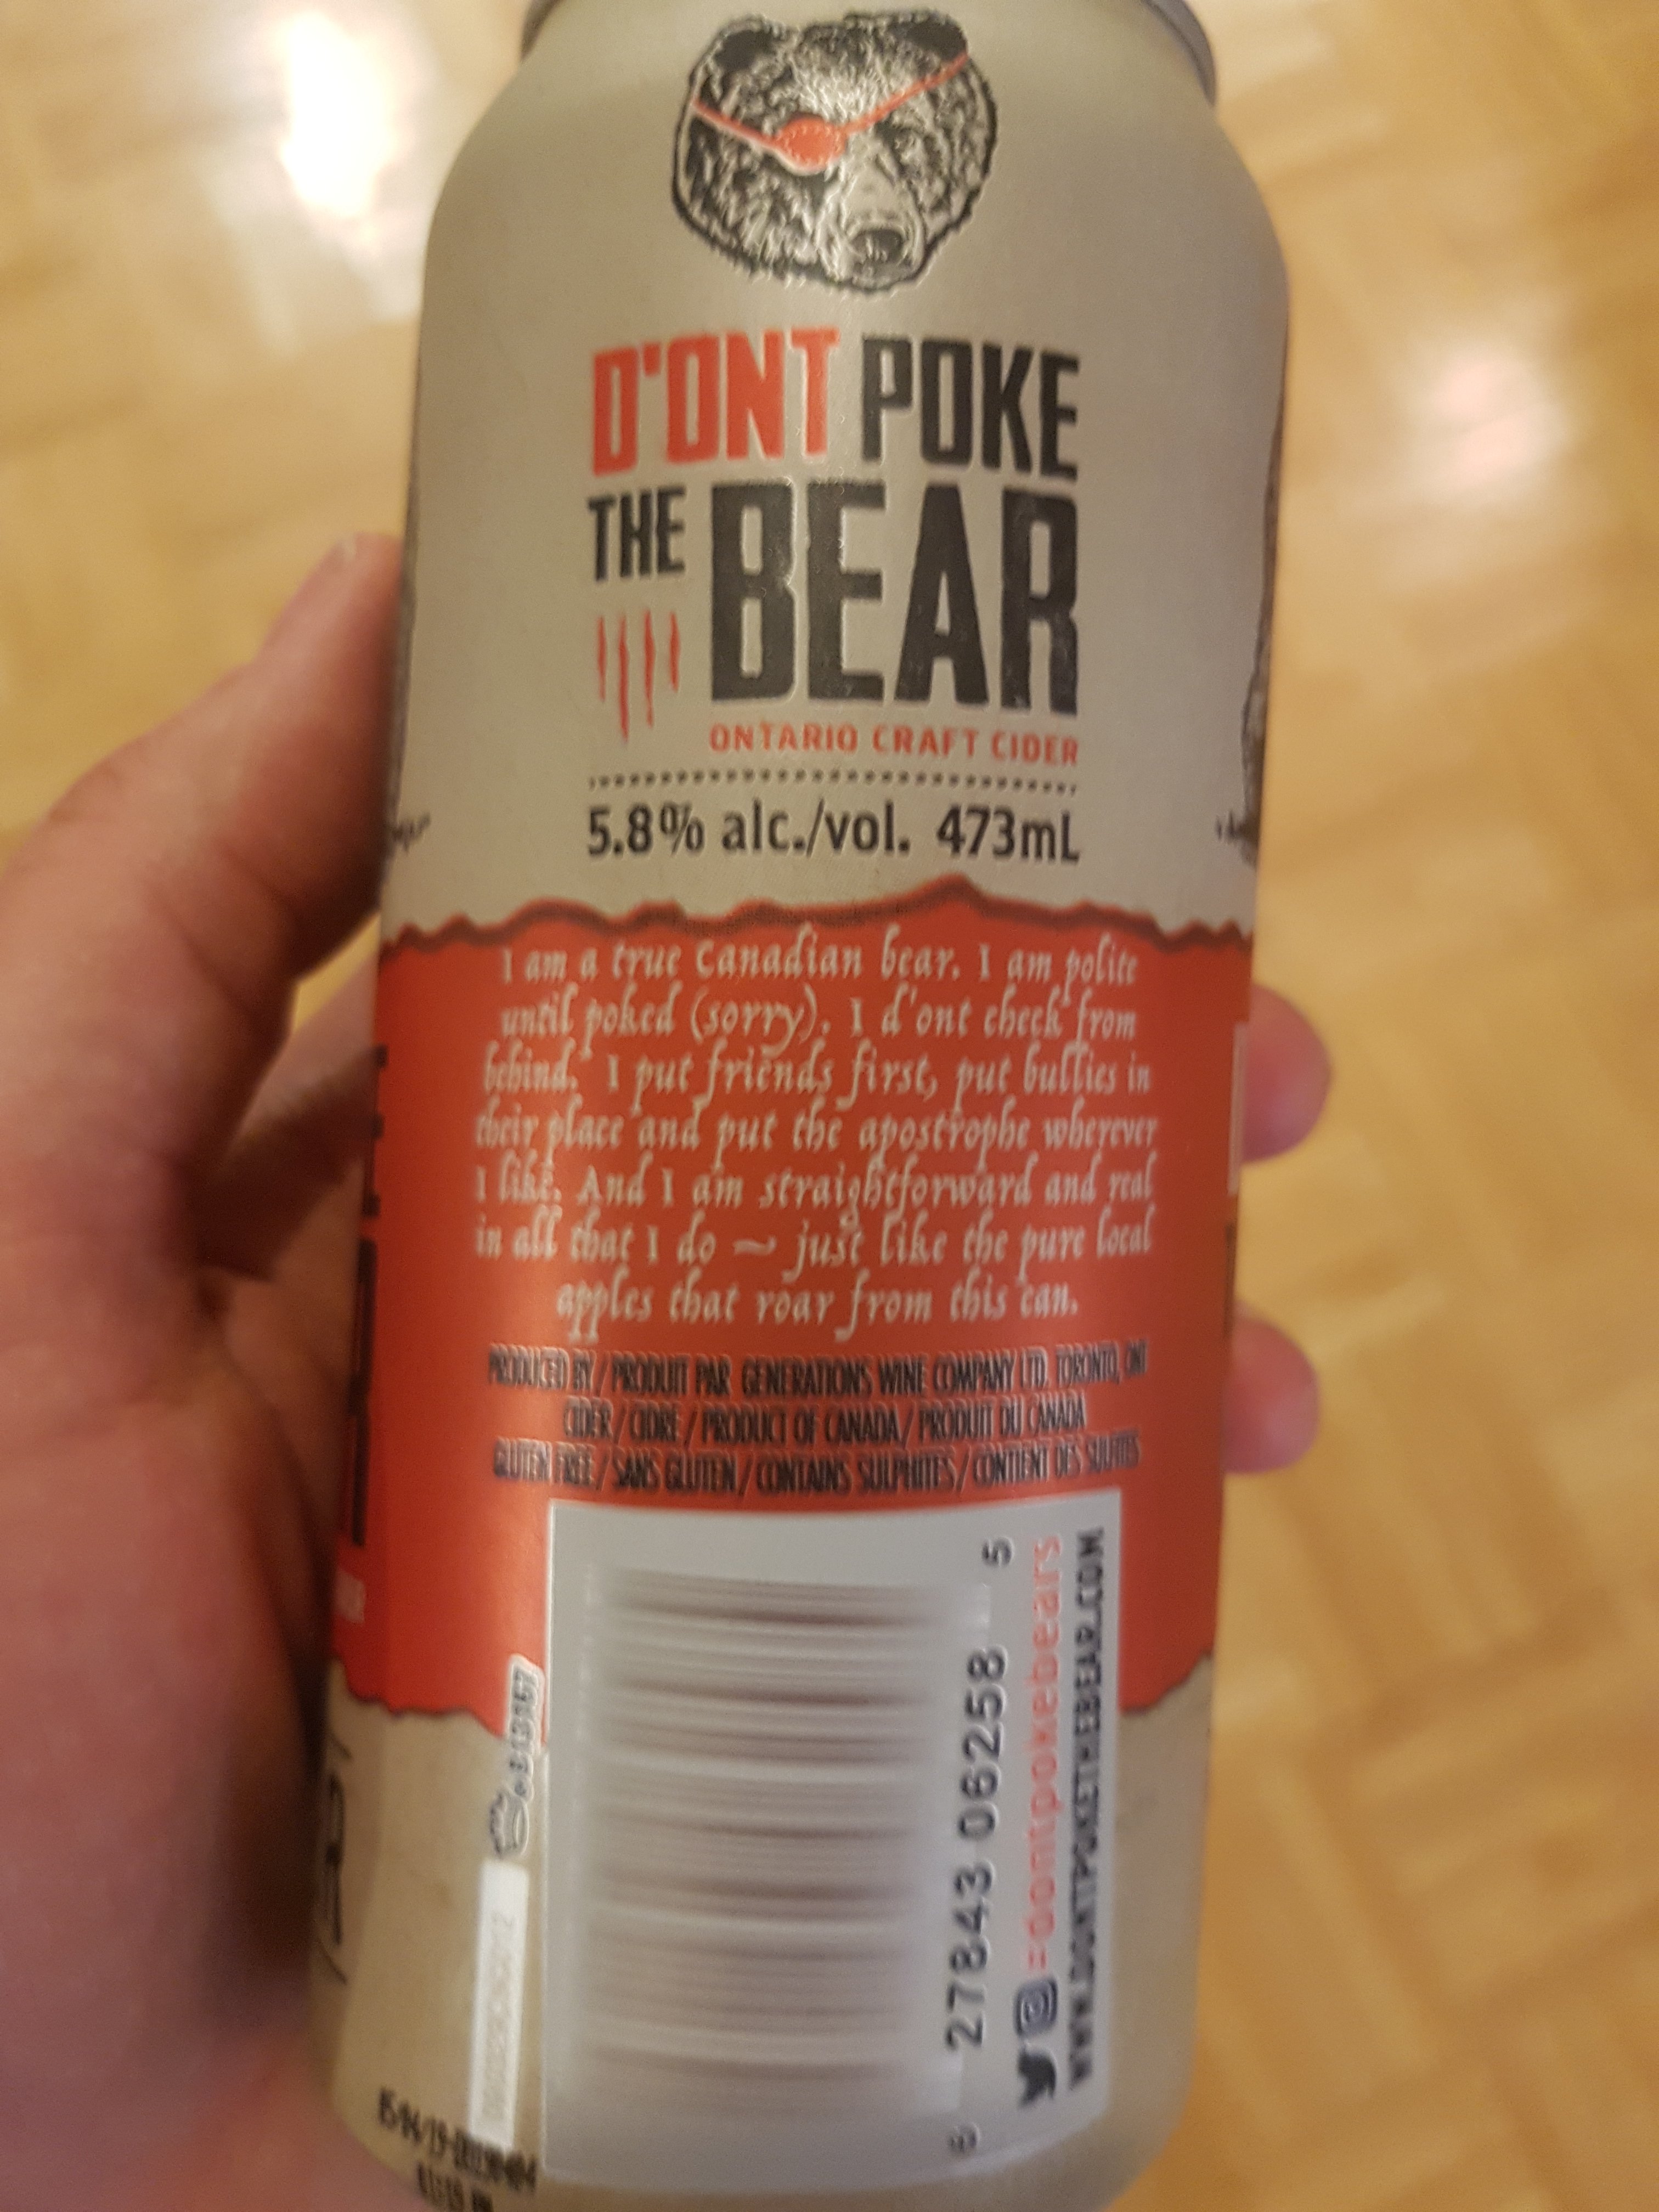 D'ONT POKE
THE BEAR
ONTARIO CRAFT CIDER
5.8% alc./vol. 473mL
I am a true Canadian bear. I am polite
until poked (sorry). I d'ont check from
behind. I put friends first, put bullies in
their place and put the apostrophe wherever
I like. And I am straightforward and real
in all that I do ~ just like the pure local
apples that roar from this can.
PRODUCED BY / PRODUIT PAR GENERATIONS WINE COMPANY LTD. TORONTO, ONT
CIDER / CIDRE / PRODUCT OF CANADA / PRODUIT DU CANADA
GLUTEN FREE / SANS GLUTEN / CONTAINS SULPHITES / CONTIENT DES SULFITES
27843 06258 5
#dontpokebears
WWW.DONTPOKETHEBEAR.COM